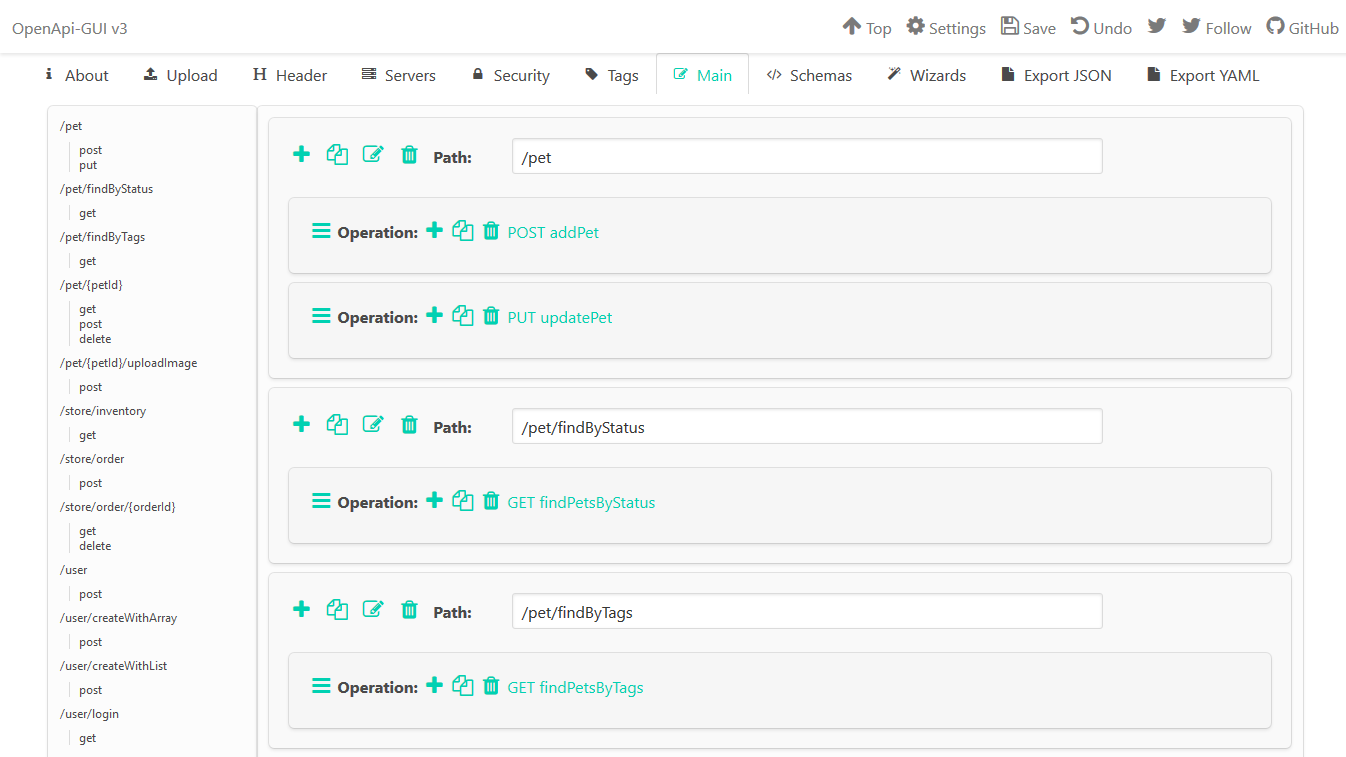 OpenApi-GUI v3
Top Settings Save Undo Follow GitHub
About Upload Header Servers Security Tags Main Schemas Wizards Export JSON Export YAML
/pet
post
put
/pet/findByStatus
get
/pet/findByTags
get
/pet/{petId}
get
post
delete
/pet/{petId}/uploadImage
post
/store/inventory
get
/store/order
post
/store/order/{orderId}
get
delete
/user
post
/user/createWithArray
post
/user/createWithList
post
/user/login
get
Path: /pet
Operation: POST addPet
Operation: PUT updatePet
Path: /pet/findByStatus
Operation: GET findPetsByStatus
Path: /pet/findByTags
Operation: GET findPetsByTags